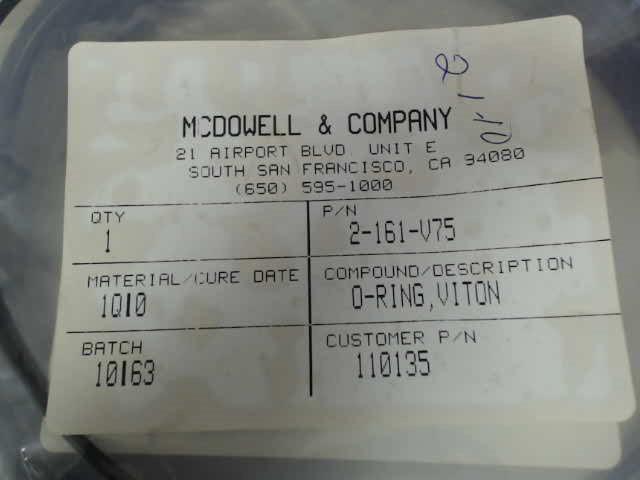 MCDOWELL & COMPANY
21 AIRPORT BLVD. UNIT E
SOUTH SAN FRANCISCO, CA 94080
(650) 595-1000
QTY
1
P/N
2-161-V75
MATERIAL/CURE DATE
1Q10
COMPOUND/DESCRIPTION
O-RING,VITON
BATCH
10163
CUSTOMER P/N
110135